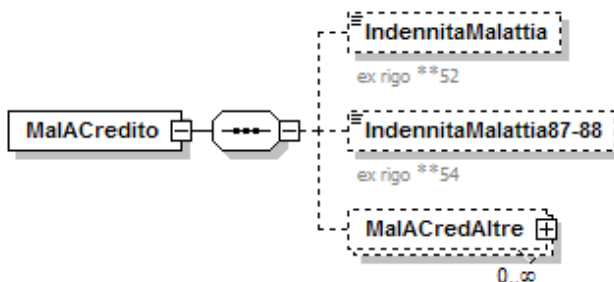 IndennitaMalattia
ex rigo **52
MalACredito
IndennitaMalattia87-88
ex rigo **54
MalACredAltre
0..∞